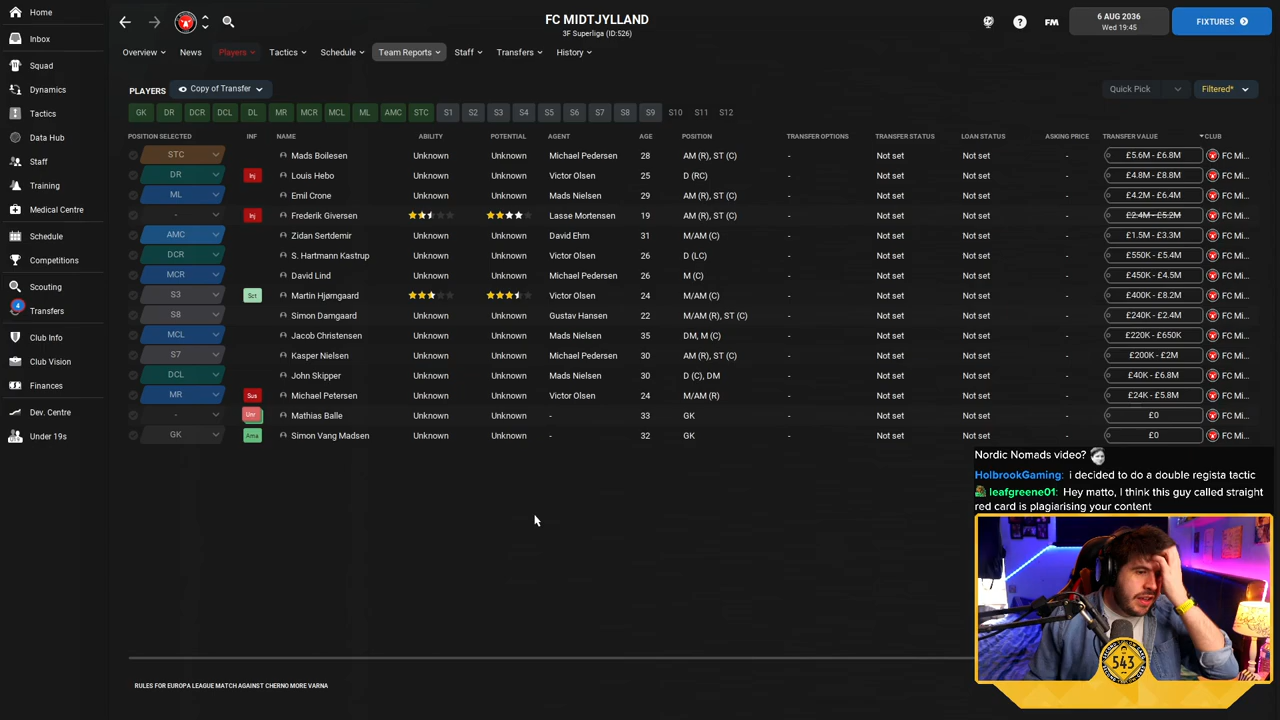 Home
FC MIDTJYLLAND
3F Superliga (ID:526)
FM
6 AUG 2036
Wed 19:45
FIXTURES
Inbox
Overview News Players Tactics Schedule Team Reports Staff Transfers History
Squad
Dynamics
PLAYERS Copy of Transfer Quick Pick Filtered*
Tactics
GK DR DCR DCL DL MR MCR MCL ML AMC STC S1 S2 S3 S4 S5 S6 S7 S8 S9 S10 S11 S12
Data Hub
POSITION SELECTED INF NAME ABILITY POTENTIAL AGENT AGE POSITION TRANSFER OPTIONS TRANSFER STATUS LOAN STATUS ASKING PRICE TRANSFER VALUE CLUB
STC Mads Boilesen Unknown Unknown Michael Pedersen 28 AM (R), ST (C) - Not set Not set - £5.6M - £6.8M FC Mi...
Staff
DR Inj Louis Hebo Unknown Unknown Victor Olsen 25 D (RC) - Not set Not set - £4.8M - £8.8M FC Mi...
Training
ML Emil Crone Unknown Unknown Mads Nielsen 29 AM (R), ST (C) - Not set Not set - £4.2M - £6.4M FC Mi...
Medical Centre
- Inj Frederik Giversen Lasse Mortensen 19 AM (R), ST (C) - Not set Not set - £2.4M - £5.2M FC Mi...
Schedule
AMC Zidan Sertdemir Unknown Unknown David Ehm 31 M/AM (C) - Not set Not set - £1.5M - £3.3M FC Mi...
Competitions
DCR S. Hartmann Kastrup Unknown Unknown Victor Olsen 26 D (LC) - Not set Not set - £550K - £5.4M FC Mi...
MCR David Lind Unknown Unknown Michael Pedersen 26 M (C) - Not set Not set - £450K - £4.5M FC Mi...
Scouting
S3 Sct Martin Hjørngaard Victor Olsen 24 M/AM (C) - Not set Not set - £400K - £8.2M FC Mi...
4
Transfers
S8 Simon Damgaard Unknown Unknown Gustav Hansen 22 M/AM (R), ST (C) - Not set Not set - £240K - £2.4M FC Mi...
Club Info
MCL Jacob Christensen Unknown Unknown Mads Nielsen 35 DM, M (C) - Not set Not set - £220K - £650K FC Mi...
Club Vision
S7 Kasper Nielsen Unknown Unknown Michael Pedersen 30 AM (R), ST (C) - Not set Not set - £200K - £2M FC Mi...
DCL John Skipper Unknown Unknown Mads Nielsen 30 D (C), DM - Not set Not set - £40K - £6.8M FC Mi...
Finances
MR Sus Michael Petersen Unknown Unknown Victor Olsen 24 M/AM (R) - Not set Not set - £24K - £5.8M FC Mi...
Dev. Centre
- Unr Mathias Balle Unknown Unknown - 33 GK - Not set Not set - £0 FC Mi...
Under 19s
GK Ama Simon Vang Madsen Unknown Unknown - 32 GK - Not set Not set - £0 FC Mi...
Nordic Nomads video?
HolbrookGaming: i decided to do a double regista tactic
leafgreene01: Hey matto, I think this guy called straight
red card is plagiarising your content
543
RULES FOR EUROPA LEAGUE MATCH AGAINST CHERNO MORE VARNA